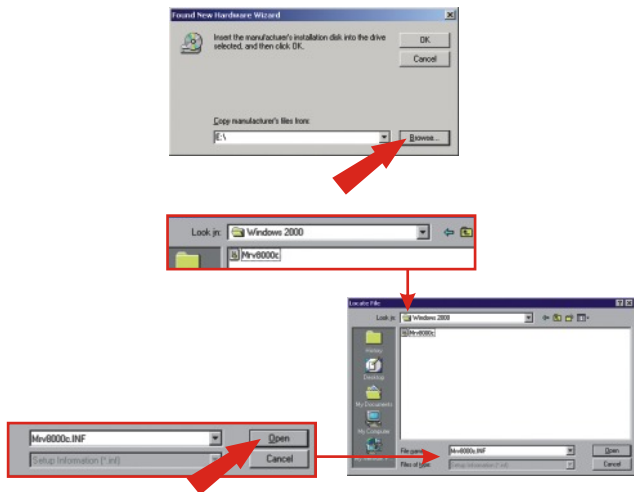 Found New Hardware Wizard
Insert the manufacturer's installation disk into the drive
selected, and then click OK.
OK
Cancel
Copy manufacturer's files from:
E:\
Browse...
Look in:
Windows 2000
Mrv8000c
Locate File
Look in:
Windows 2000
Mrv8000c
History
Desktop
My Documents
My Computer
File name:
Mrv8000c.INF
Open
Files of type:
Setup Information (*.inf)
Cancel
Mrv8000c.INF
Open
Setup Information (*.inf)
Cancel